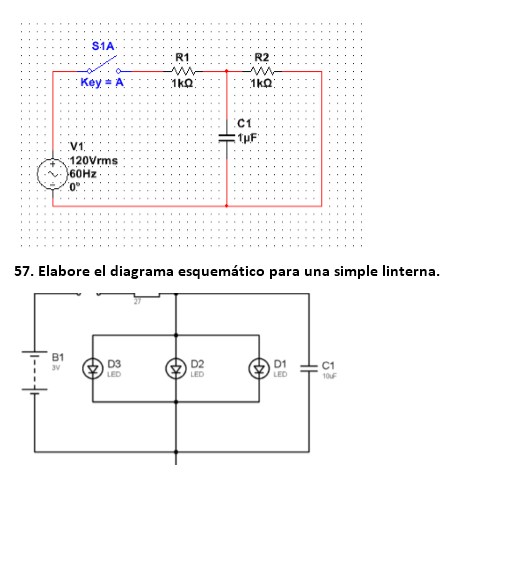 S1A
R1 R2
Key = A 1kΩ 1kΩ
C1
1µF
V1
120Vrms
60Hz
0°
57. Elabore el diagrama esquemático para una simple linterna.
27
B1
3V
D3
LED
D2
LED
D1
LED
C1
10uF